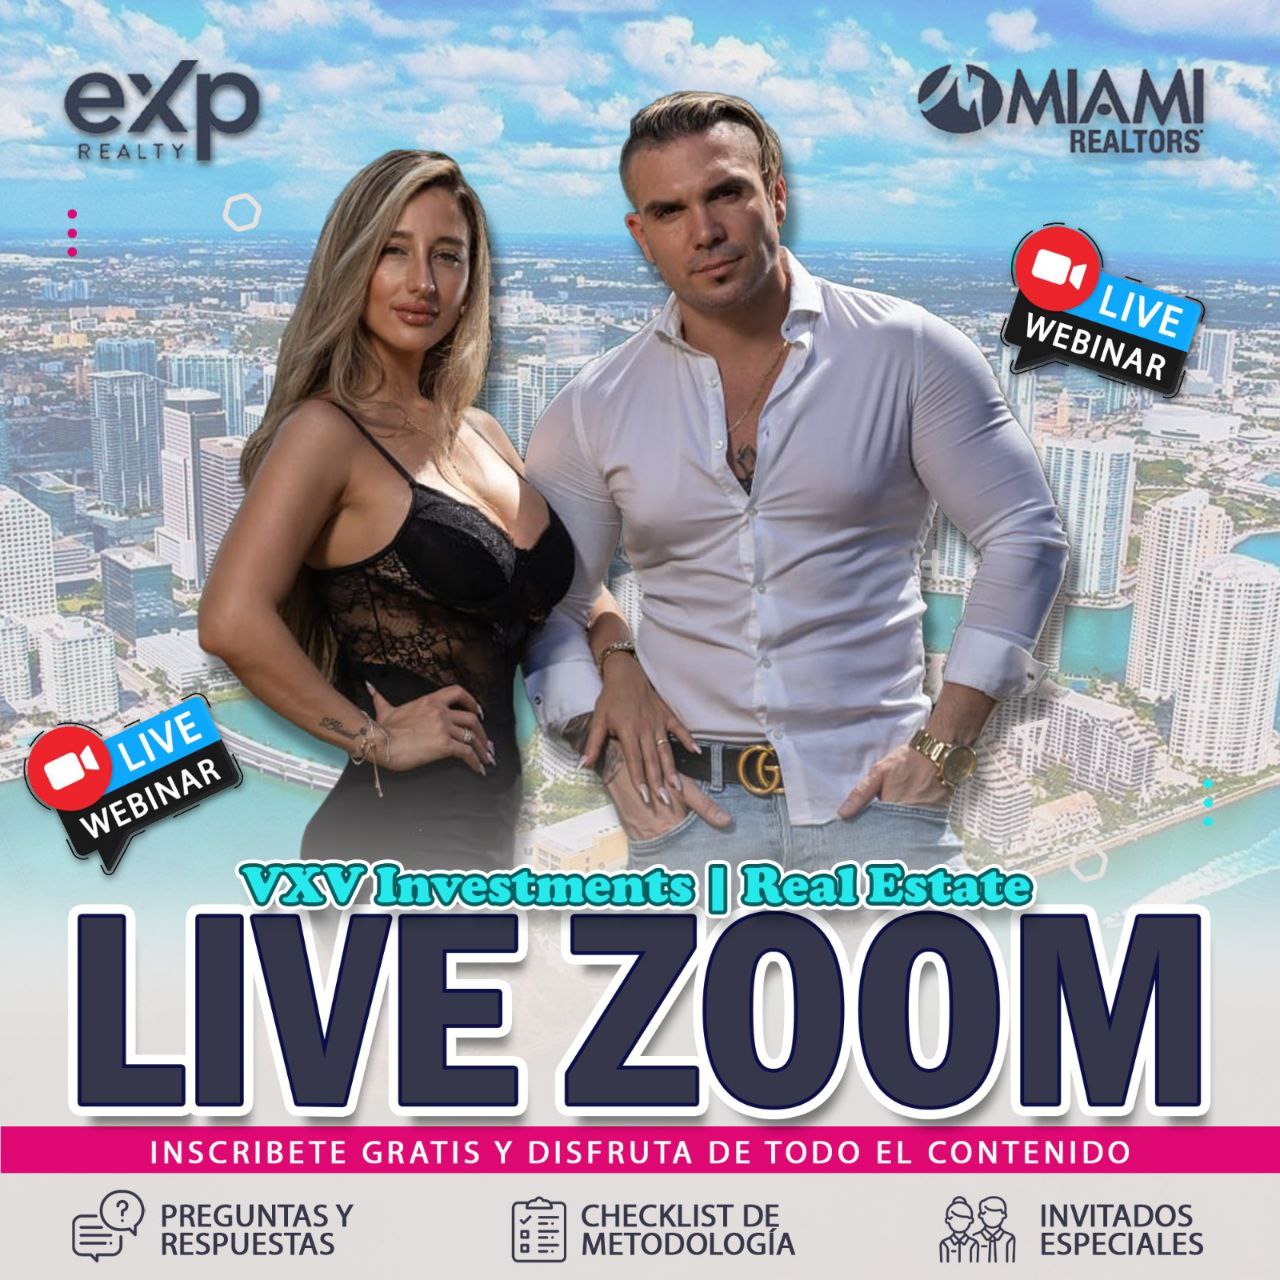 eXp
REALTY
MIAMI
REALTORS
LIVE
WEBINAR
LIVE
WEBINAR
VXV Investments | Real Estate
LIVE ZOOM
INSCRIBETE GRATIS Y DISFRUTA DE TODO EL CONTENIDO
PREGUNTAS Y
RESPUESTAS
CHECKLIST DE
METODOLOGÍA
INVITADOS
ESPECIALES